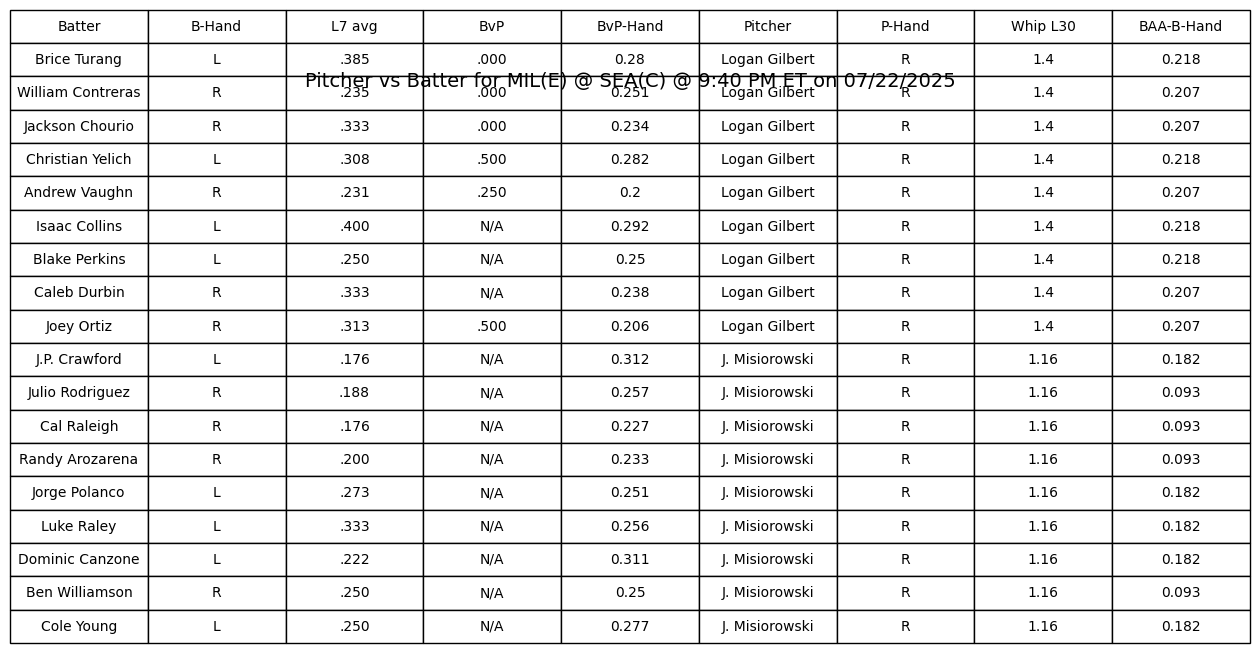 Batter B-Hand L7 avg BvP BvP-Hand Pitcher P-Hand Whip L30 BAA-B-Hand
Brice Turang L .385 .000 0.28 Logan Gilbert R 1.4 0.218
Pitcher vs Batter for MIL(E) @ SEA(C) @ 9:40 PM ET on 07/22/2025
William Contreras R .235 .000 0.251 Logan Gilbert R 1.4 0.207
Jackson Chourio R .333 .000 0.234 Logan Gilbert R 1.4 0.207
Christian Yelich L .308 .500 0.282 Logan Gilbert R 1.4 0.218
Andrew Vaughn R .231 .250 0.2 Logan Gilbert R 1.4 0.207
Isaac Collins L .400 N/A 0.292 Logan Gilbert R 1.4 0.218
Blake Perkins L .250 N/A 0.25 Logan Gilbert R 1.4 0.218
Caleb Durbin R .333 N/A 0.238 Logan Gilbert R 1.4 0.207
Joey Ortiz R .313 .500 0.206 Logan Gilbert R 1.4 0.207
J.P. Crawford L .176 N/A 0.312 J. Misiorowski R 1.16 0.182
Julio Rodriguez R .188 N/A 0.257 J. Misiorowski R 1.16 0.093
Cal Raleigh R .176 N/A 0.227 J. Misiorowski R 1.16 0.093
Randy Arozarena R .200 N/A 0.233 J. Misiorowski R 1.16 0.093
Jorge Polanco L .273 N/A 0.251 J. Misiorowski R 1.16 0.182
Luke Raley L .333 N/A 0.256 J. Misiorowski R 1.16 0.182
Dominic Canzone L .222 N/A 0.311 J. Misiorowski R 1.16 0.182
Ben Williamson R .250 N/A 0.25 J. Misiorowski R 1.16 0.093
Cole Young L .250 N/A 0.277 J. Misiorowski R 1.16 0.182